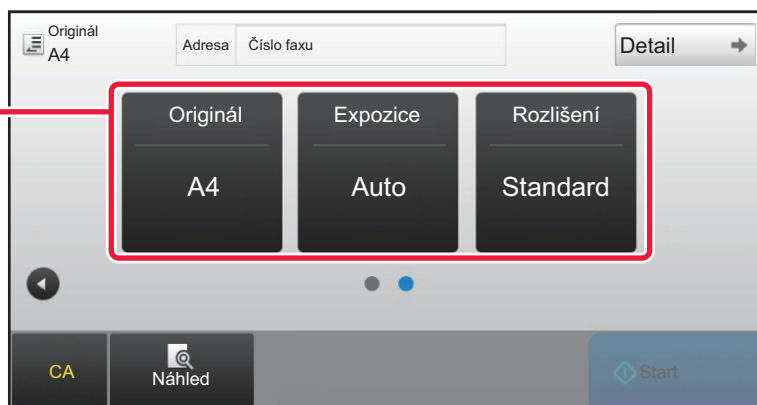 Originál
A4
Adresa Číslo faxu
Detail
Originál Expozice Rozlišení
A4 Auto Standard
CA Náhled Start